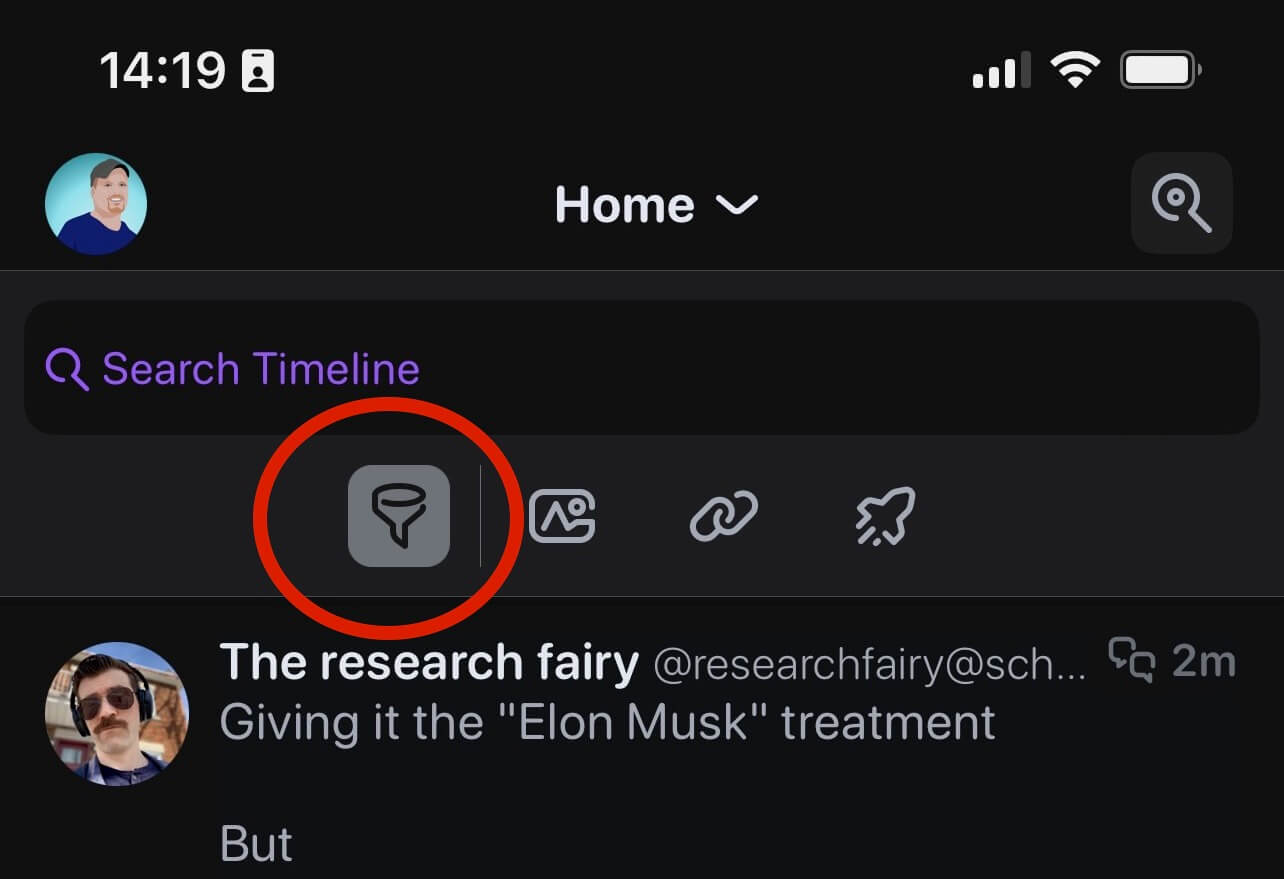 14:19
Home
Search Timeline
The research fairy @researchfairy@sch... 2m
Giving it the "Elon Musk" treatment
But